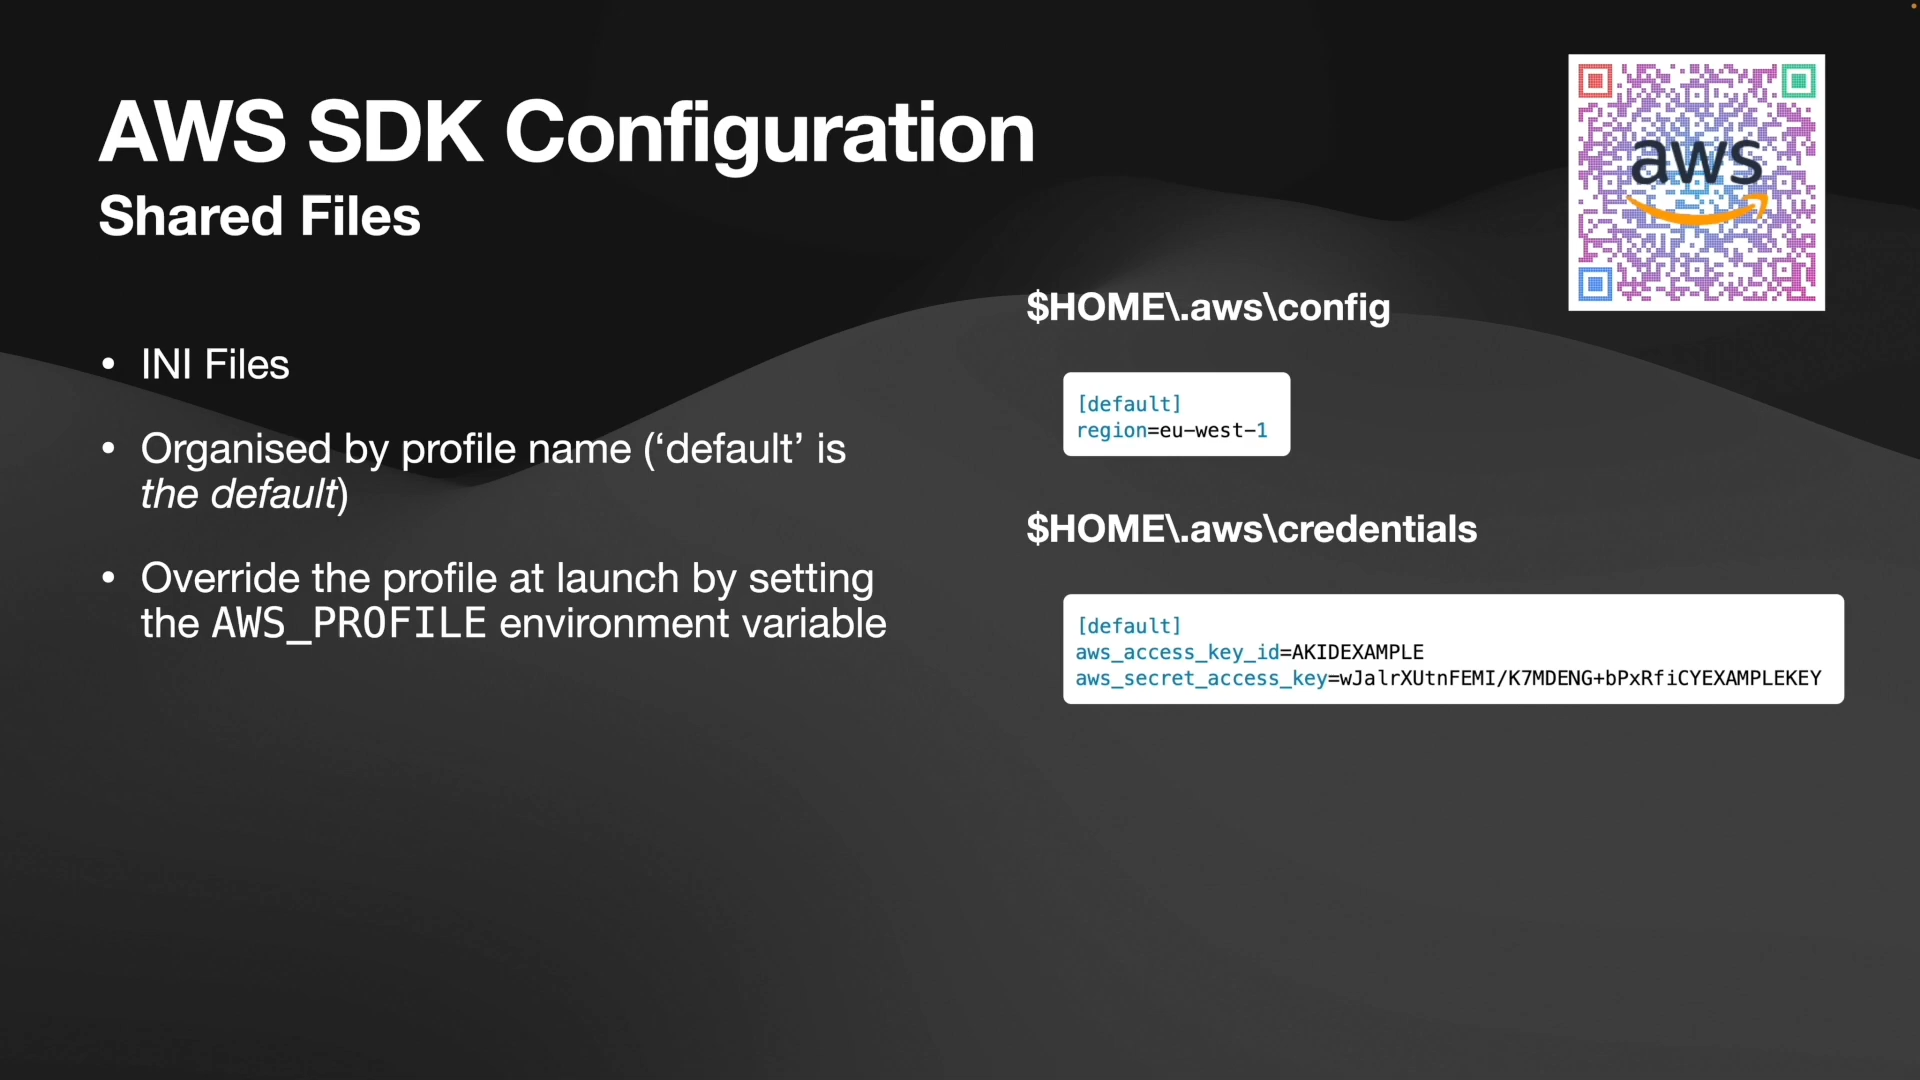 AWS SDK Configuration
Shared Files
aws
• INI Files
• Organised by profile name (‘default’ is
the default)
• Override the profile at launch by setting
the AWS_PROFILE environment variable
$HOME\.aws\config
[default]
region=eu-west-1
$HOME\.aws\credentials
[default]
aws_access_key_id=AKIDEXAMPLE
aws_secret_access_key=wJalrXUtnFEMI/K7MDENG+bPxRfiCYEXAMPLEKEY